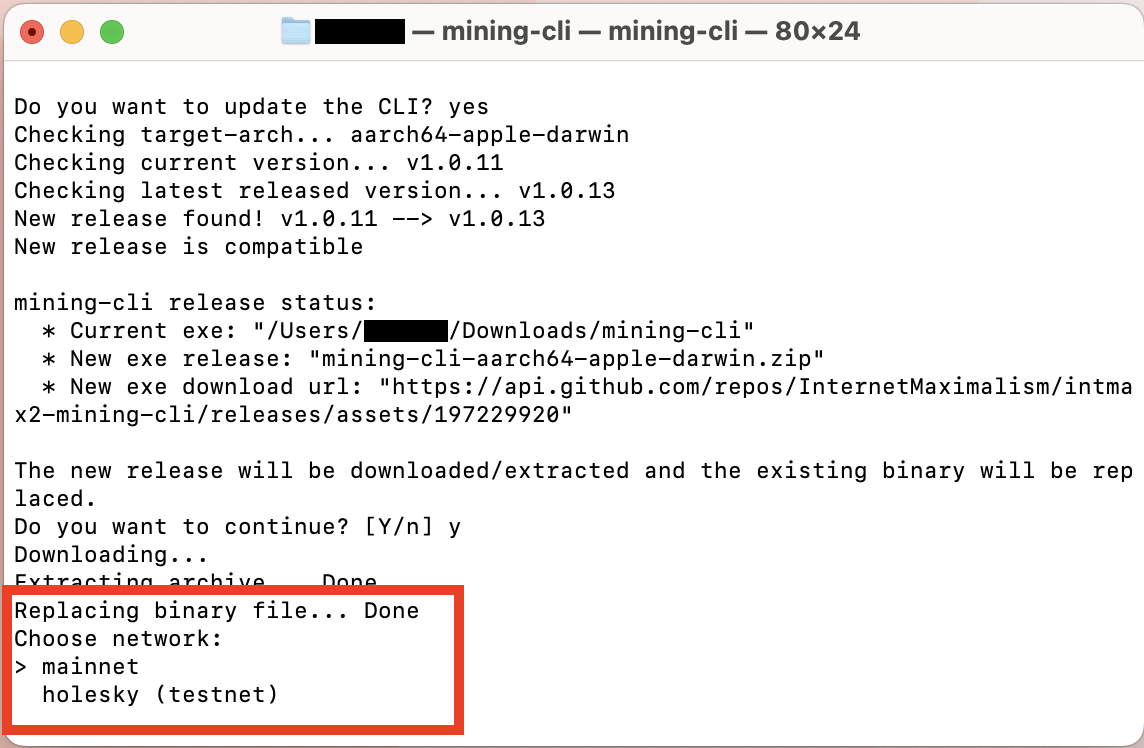 — mining-cli — mining-cli — 80×24
Do you want to update the CLI? yes
Checking target-arch... aarch64-apple-darwin
Checking current version... v1.0.11
Checking latest released version... v1.0.13
New release found! v1.0.11 --> v1.0.13
New release is compatible
mining-cli release status:
* Current exe: "/Users/ /Downloads/mining-cli"
* New exe release: "mining-cli-aarch64-apple-darwin.zip"
* New exe download url: "https://api.github.com/repos/InternetMaximalism/intma
x2-mining-cli/releases/assets/197229920"
The new release will be downloaded/extracted and the existing binary will be rep
laced.
Do you want to continue? [Y/n] y
Downloading...
Extracting archive... Done
Replacing binary file... Done
Choose network:
> mainnet
holesky (testnet)